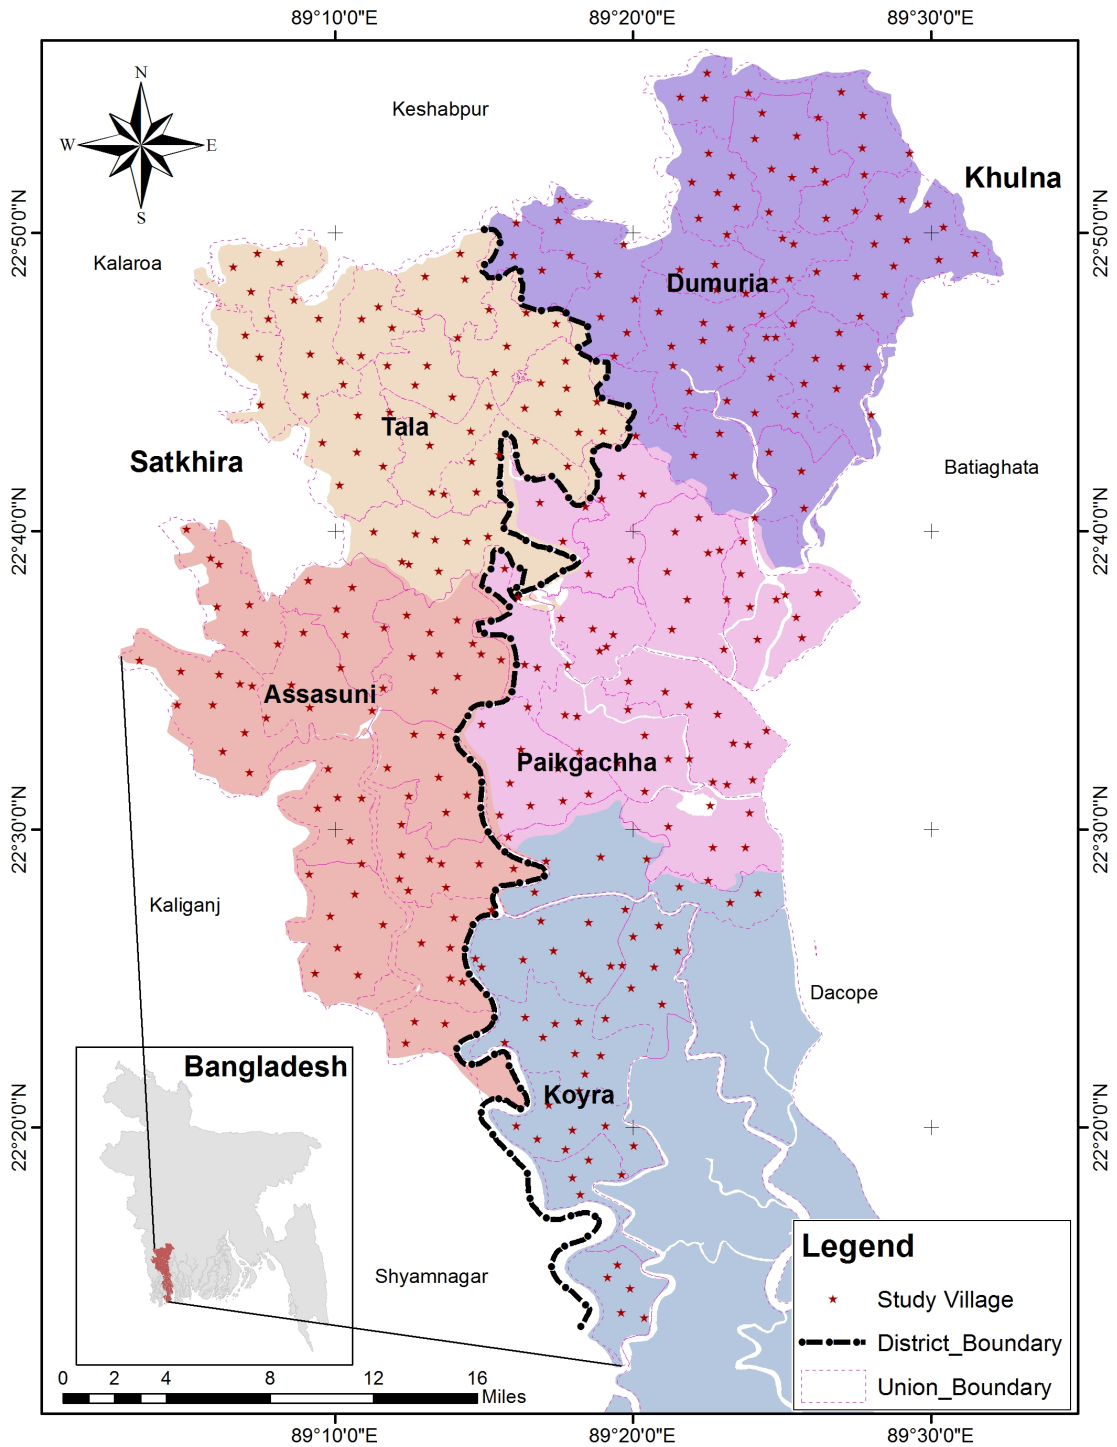 89°10'0"E
89°20'0"E
89°30'0"E
N
W
E
S
Keshabpur
Khulna
22°50'0"N
22°50'0"N
Kalaroa
Dumuria
Tala
Satkhira
Batiaghata
22°40'0"N
22°40'0"N
Assasuni
Paikgachha
22°30'0"N
22°30'0"N
Kaliganj
Dacope
Bangladesh
Koyra
22°20'0"N
22°20'0"N
Shyamnagar
Legend
Study Village
District_Boundary
Union_Boundary
0 2 4 8 12 16
Miles
89°10'0"E
89°20'0"E
89°30'0"E